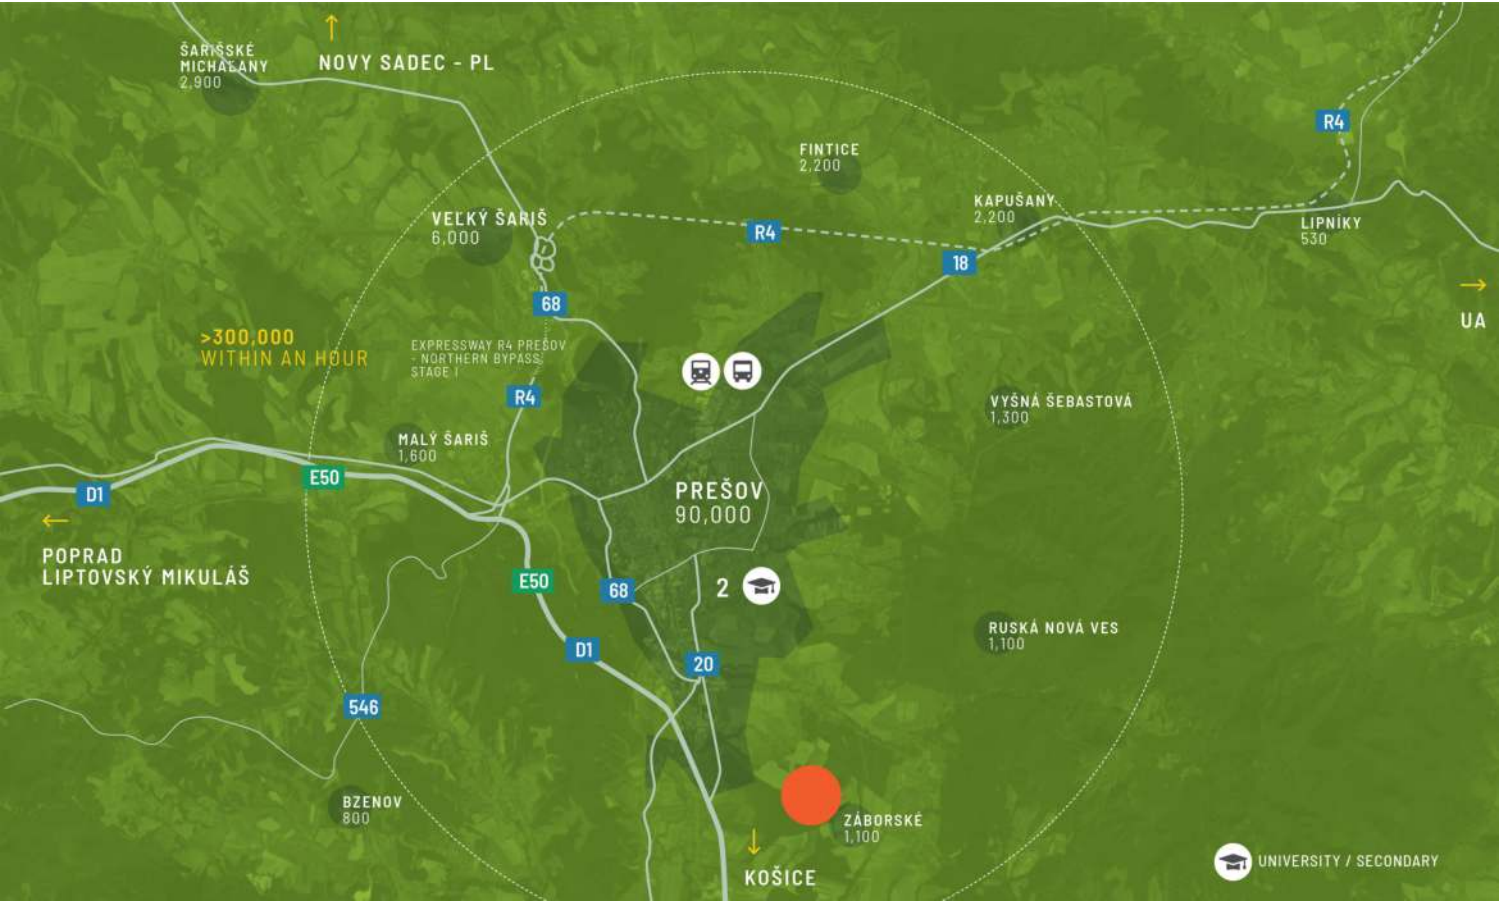 ŠARIŠSKÉ
MICHAĽANY
2,900
NOVY SADEC - PL
FINTICE
2,200
R4
KAPUŠANY
2,200
LIPNÍKY
530
VEĽKÝ ŠARIŠ
6,000
R4
18
68
UA
>300,000
WITHIN AN HOUR
EXPRESSWAY R4 PREŠOV
- NORTHERN BYPASS,
STAGE I
R4
VYŠNÁ ŠEBASTOVÁ
1,300
MALÝ ŠARIŠ
1,600
E50
D1
PREŠOV
90,000
POPRAD
LIPTOVSKÝ MIKULÁŠ
E50
68
2
RUSKÁ NOVÁ VES
1,100
D1
20
546
BZENOV
800
ZÁBORSKÉ
1,100
KOŠICE
UNIVERSITY / SECONDARY